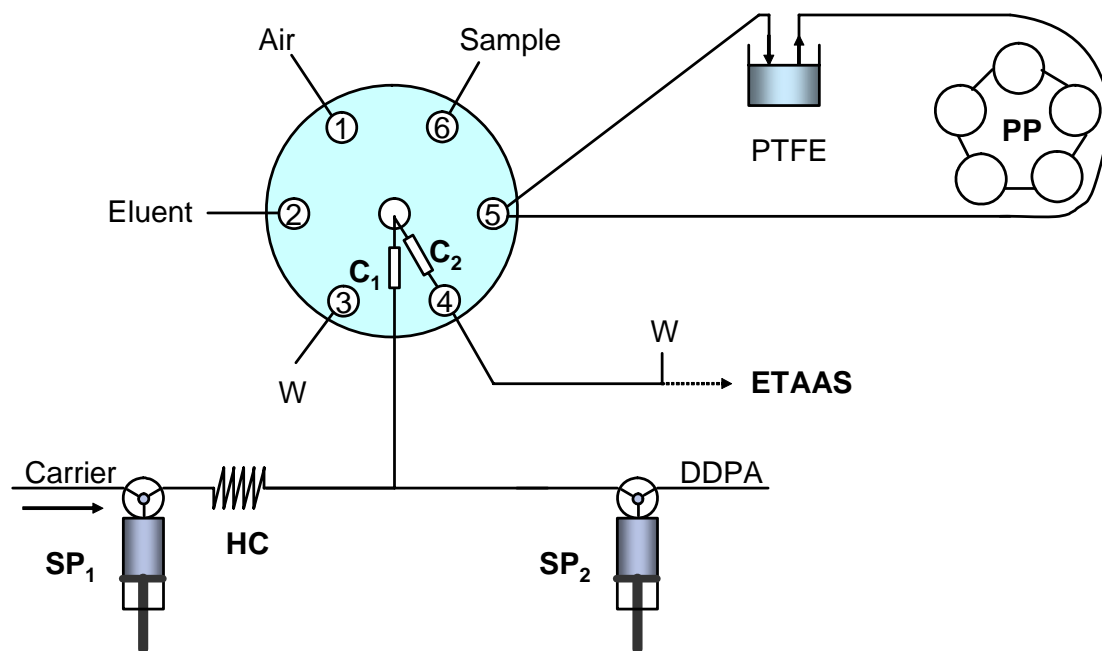 Air
Sample
1
6
PP
PTFE
Eluent
2
5
C₁
C₂
3
4
W
W
ETAAS
Carrier
DDPA
HC
SP₁
SP₂